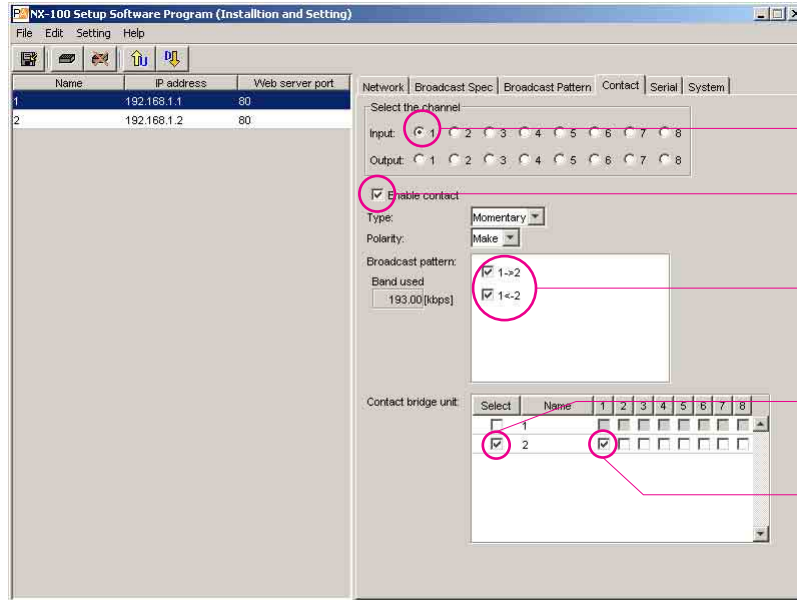 NX-100 Setup Software Program (Installtion and Setting)
File Edit Setting Help
Name IP address Web server port
1 192.168.1.1 80
2 192.168.1.2 80
Network Broadcast Spec Broadcast Pattern Contact Serial System
Select the channel
Input: 1 2 3 4 5 6 7 8
Output: 1 2 3 4 5 6 7 8
Enable contact
Type: Momentary
Polarity: Make
Broadcast pattern:
1->2
Band used
193.00 [kbps]
1<-2
Contact bridge unit:
Select Name 1 2 3 4 5 6 7 8
1
2